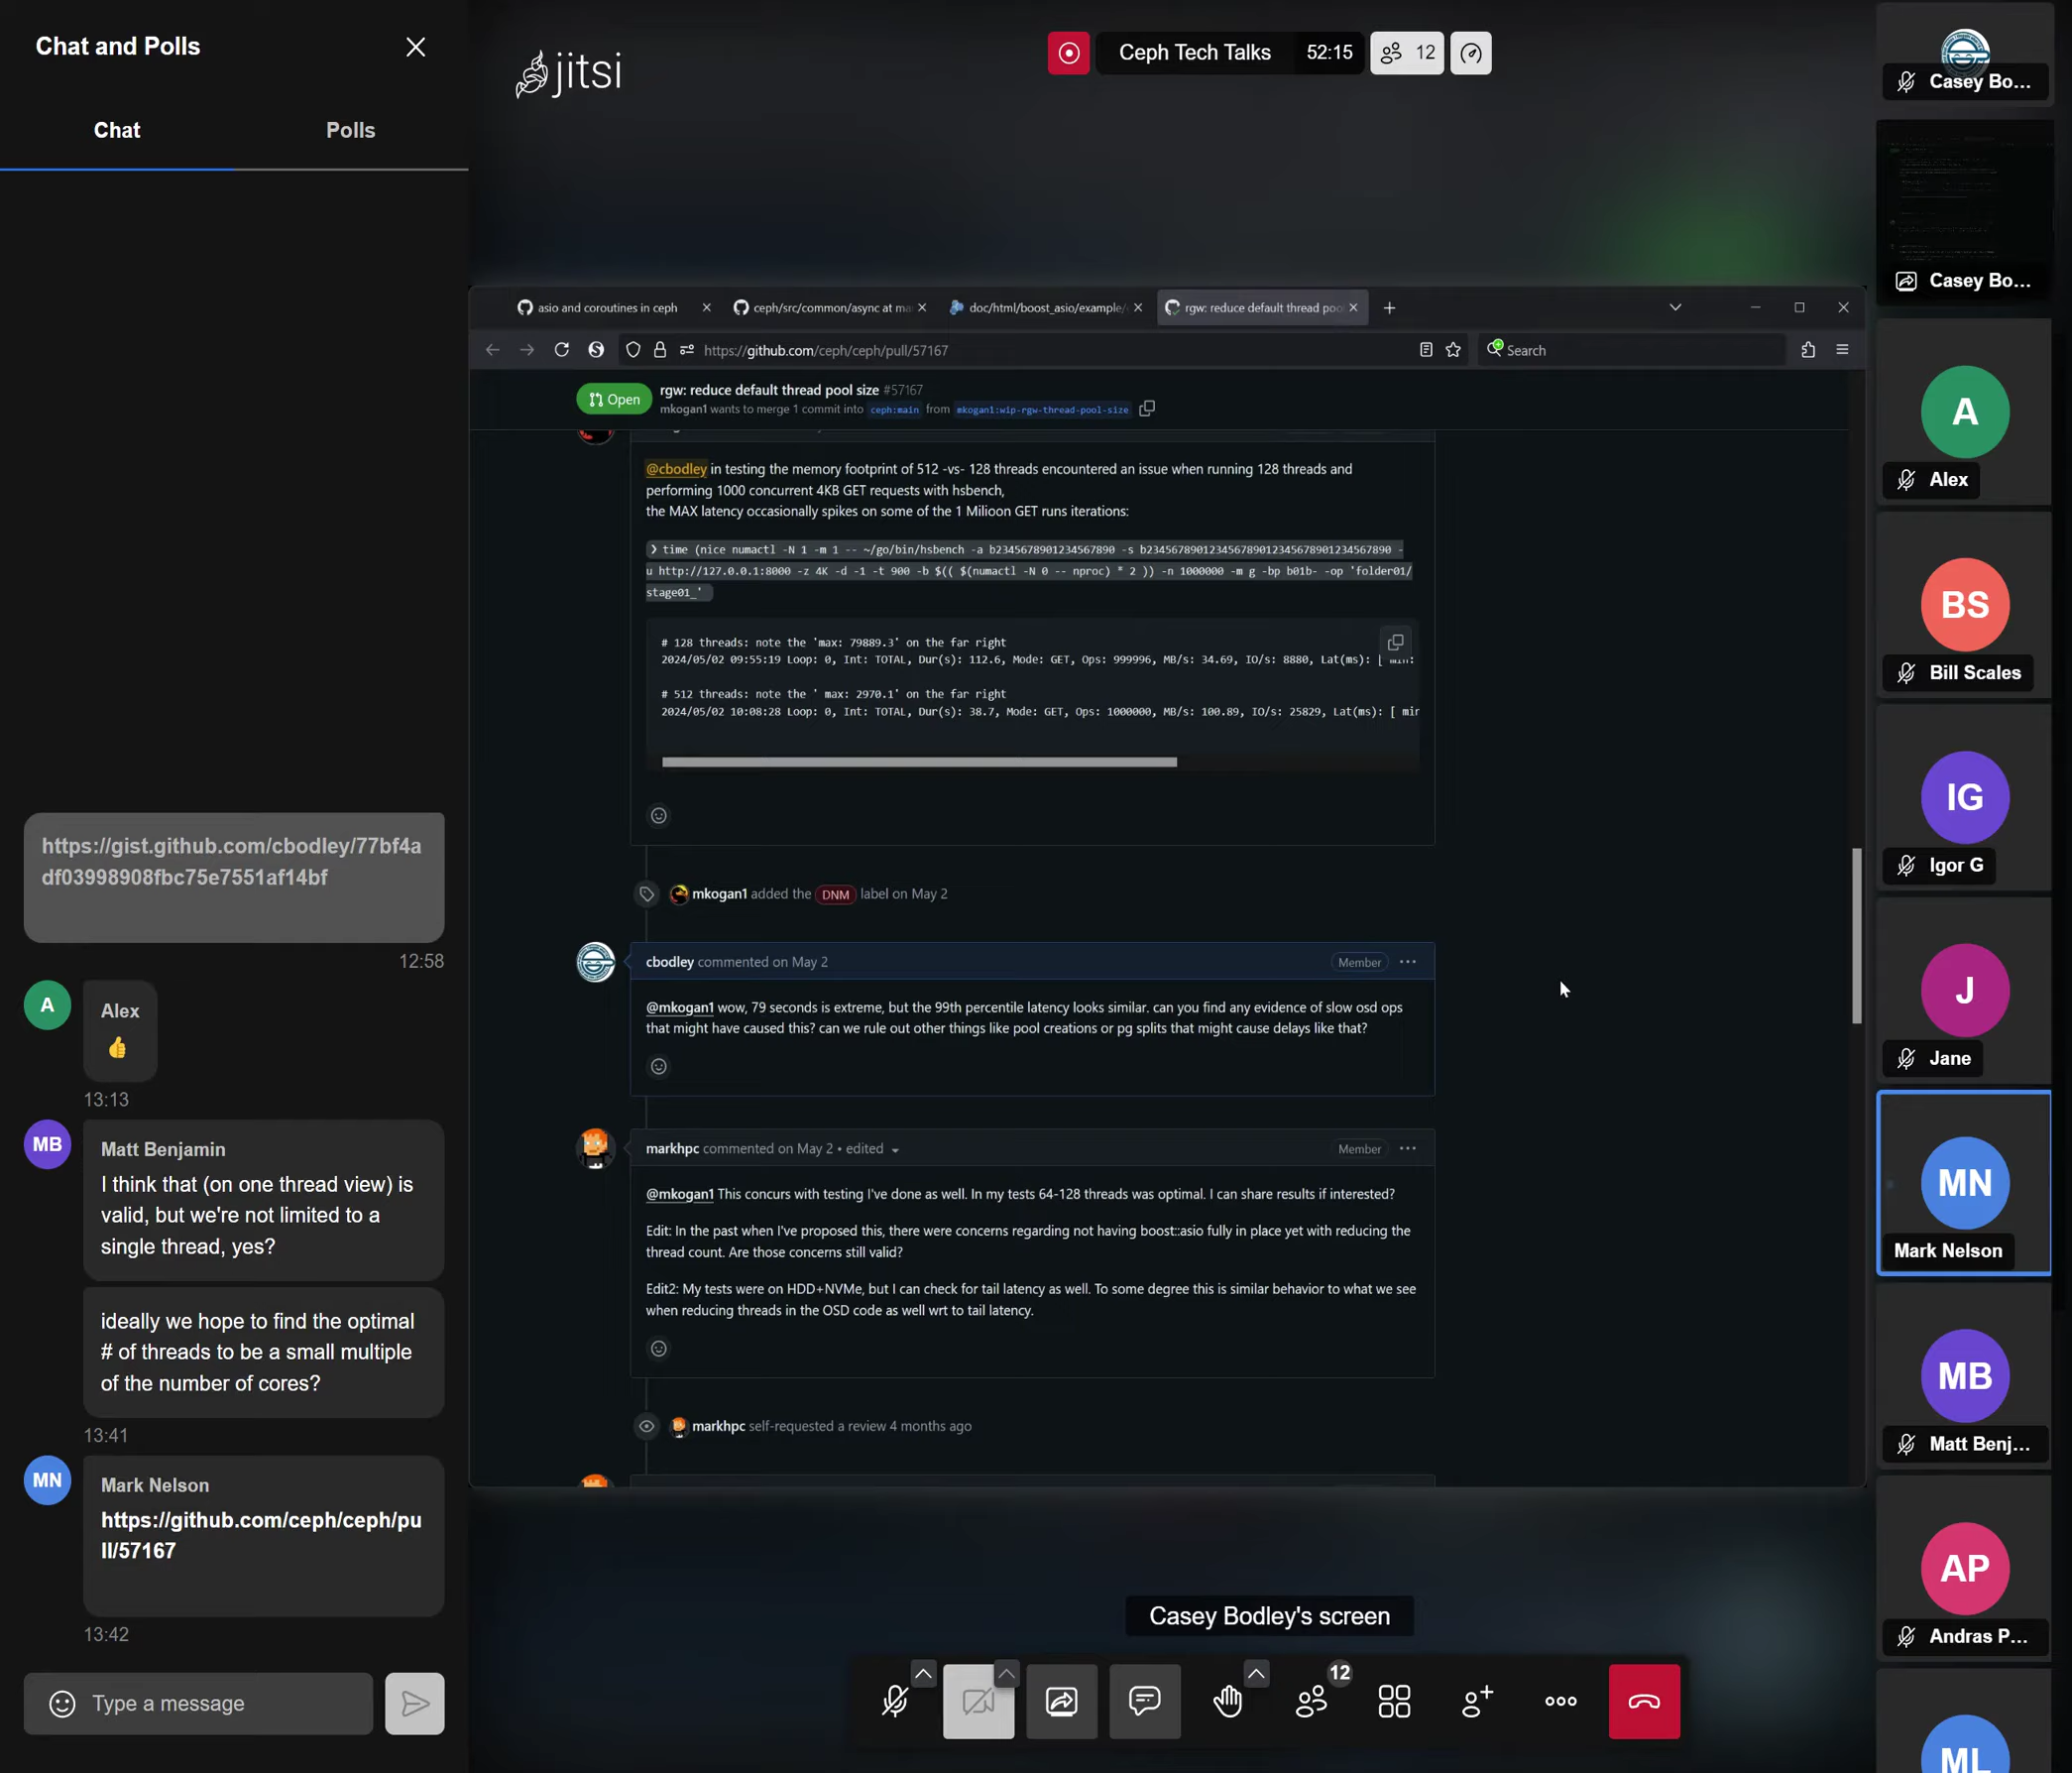 Chat and Polls
Chat
Polls
https://gist.github.com/cbodley/77bf4a
df03998908fbc75e7551af14bf
12:58
A
Alex
👍
13:13
MB
Matt Benjamin
I think that (on one thread view) is
valid, but we're not limited to a
single thread, yes?
ideally we hope to find the optimal
# of threads to be a small multiple
of the number of cores?
13:41
MN
Mark Nelson
https://github.com/ceph/ceph/pu
ll/57167
13:42
Type a message
jitsi
Ceph Tech Talks
52:15
12
asio and coroutines in ceph
ceph/src/common/async at ma
doc/html/boost_asio/example/
rgw: reduce default thread poo
https://github.com/ceph/ceph/pull/57167
Search
Open
rgw: reduce default thread pool size #57167
mkogan1 wants to merge 1 commit into ceph:main from mkogan1:wip-rgw-thread-pool-size
@cbodley in testing the memory footprint of 512 -vs- 128 threads encountered an issue when running 128 threads and
performing 1000 concurrent 4KB GET requests with hsbench,
the MAX latency occasionally spikes on some of the 1 Milioon GET runs iterations:
❯ time (nice numactl -N 1 -m 1 -- ~/go/bin/hsbench -a b2345678901234567890 -s b234567890123456789012345678901234567890 -
u http://127.0.0.1:8000 -z 4K -d -1 -t 900 -b $(( $(numactl -N 0 -- nproc) * 2 )) -n 1000000 -m g -bp b01b- -op 'folder01/
stage01_'
# 128 threads: note the 'max: 79889.3' on the far right
2024/05/02 09:55:19 Loop: 0, Int: TOTAL, Dur(s): 112.6, Mode: GET, Ops: 999996, MB/s: 34.69, IO/s: 8880, Lat(ms): [ min:
# 512 threads: note the ' max: 2970.1' on the far right
2024/05/02 10:08:28 Loop: 0, Int: TOTAL, Dur(s): 38.7, Mode: GET, Ops: 1000000, MB/s: 100.89, IO/s: 25829, Lat(ms): [ min
mkogan1 added the DNM label on May 2
cbodley commented on May 2
Member
@mkogan1 wow, 79 seconds is extreme, but the 99th percentile latency looks similar. can you find any evidence of slow osd ops
that might have caused this? can we rule out other things like pool creations or pg splits that might cause delays like that?
markhpc commented on May 2 • edited
Member
@mkogan1 This concurs with testing I've done as well. In my tests 64-128 threads was optimal. I can share results if interested?
Edit: In the past when I've proposed this, there were concerns regarding not having boost::asio fully in place yet with reducing the
thread count. Are those concerns still valid?
Edit2: My tests were on HDD+NVMe, but I can check for tail latency as well. To some degree this is similar behavior to what we see
when reducing threads in the OSD code as well wrt to tail latency.
markhpc self-requested a review 4 months ago
Casey Bodley's screen
12
Casey Bo...
Casey Bo...
A
Alex
BS
Bill Scales
IG
Igor G
J
Jane
MN
Mark Nelson
MB
Matt Benj...
AP
Andras P...
ML